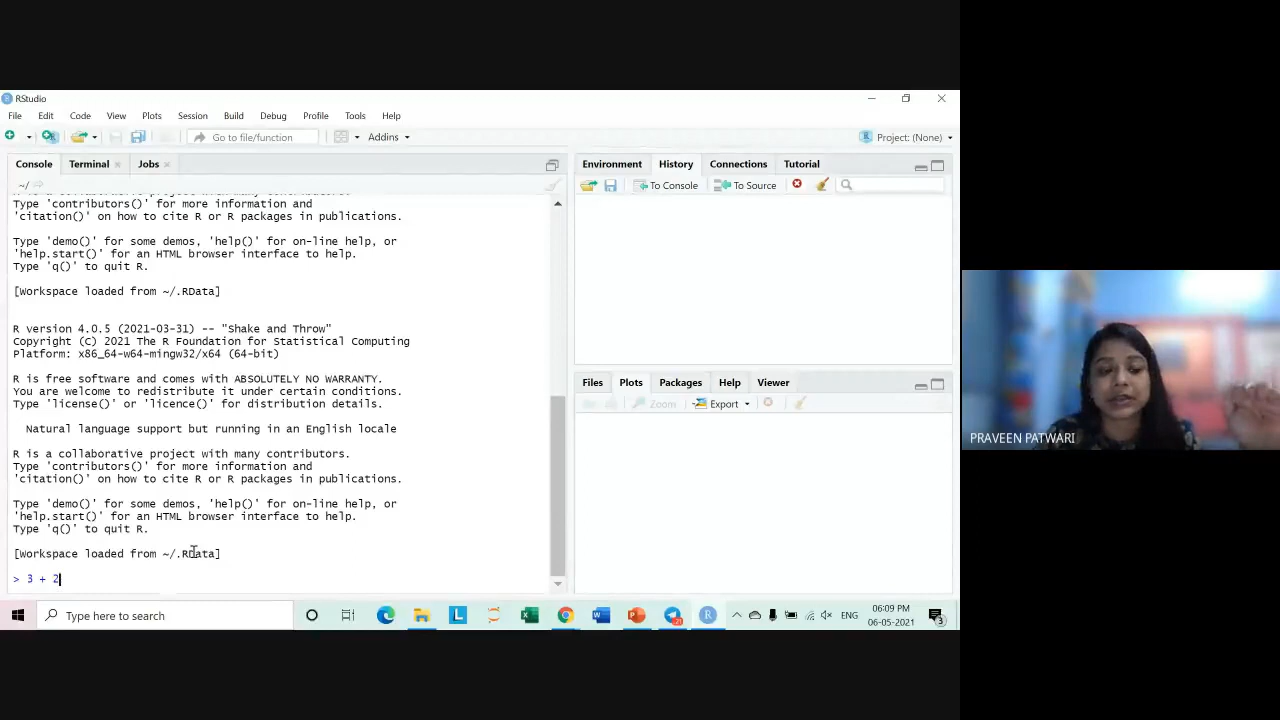 RStudio
File Edit Code View Plots Session Build Debug Profile Tools Help
Go to file/function Addins Project: (None)
Console Terminal Jobs
~/
Type 'contributors()' for more information and
'citation()' on how to cite R or R packages in publications.
Type 'demo()' for some demos, 'help()' for on-line help, or
'help.start()' for an HTML browser interface to help.
Type 'q()' to quit R.
[Workspace loaded from ~/.RData]
R version 4.0.5 (2021-03-31) -- "Shake and Throw"
Copyright (C) 2021 The R Foundation for Statistical Computing
Platform: x86_64-w64-mingw32/x64 (64-bit)
R is free software and comes with ABSOLUTELY NO WARRANTY.
You are welcome to redistribute it under certain conditions.
Type 'license()' or 'licence()' for distribution details.
Natural language support but running in an English locale
R is a collaborative project with many contributors.
Type 'contributors()' for more information and
'citation()' on how to cite R or R packages in publications.
Type 'demo()' for some demos, 'help()' for on-line help, or
'help.start()' for an HTML browser interface to help.
Type 'q()' to quit R.
[Workspace loaded from ~/.RData]
> 3 + 2
Environment History Connections Tutorial
To Console To Source
Files Plots Packages Help Viewer
Zoom Export
PRAVEEN PATWARI
Type here to search
ENG
06:09 PM
06-05-2021
3